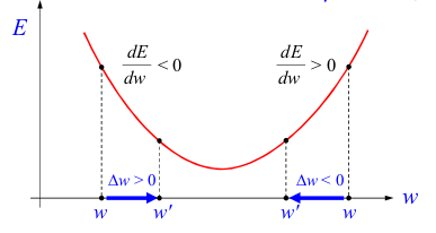 E
dE/dw < 0
dE/dw > 0
Δw > 0
Δw < 0
w
w w′ w′ w